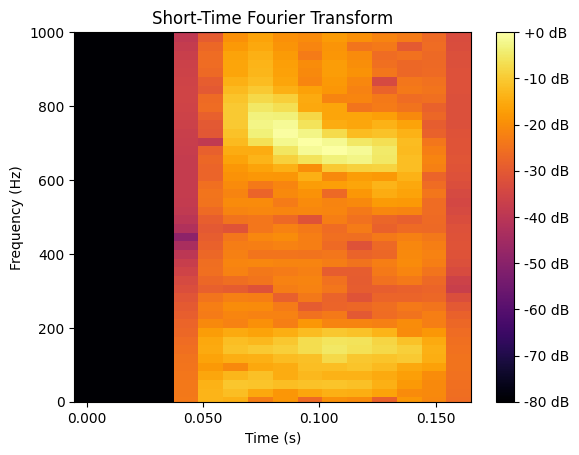 Short-Time Fourier Transform
1000
800
600
400
200
0
Frequency (Hz)
0.000
0.050
0.100
0.150
Time (s)
+0 dB
-10 dB
-20 dB
-30 dB
-40 dB
-50 dB
-60 dB
-70 dB
-80 dB